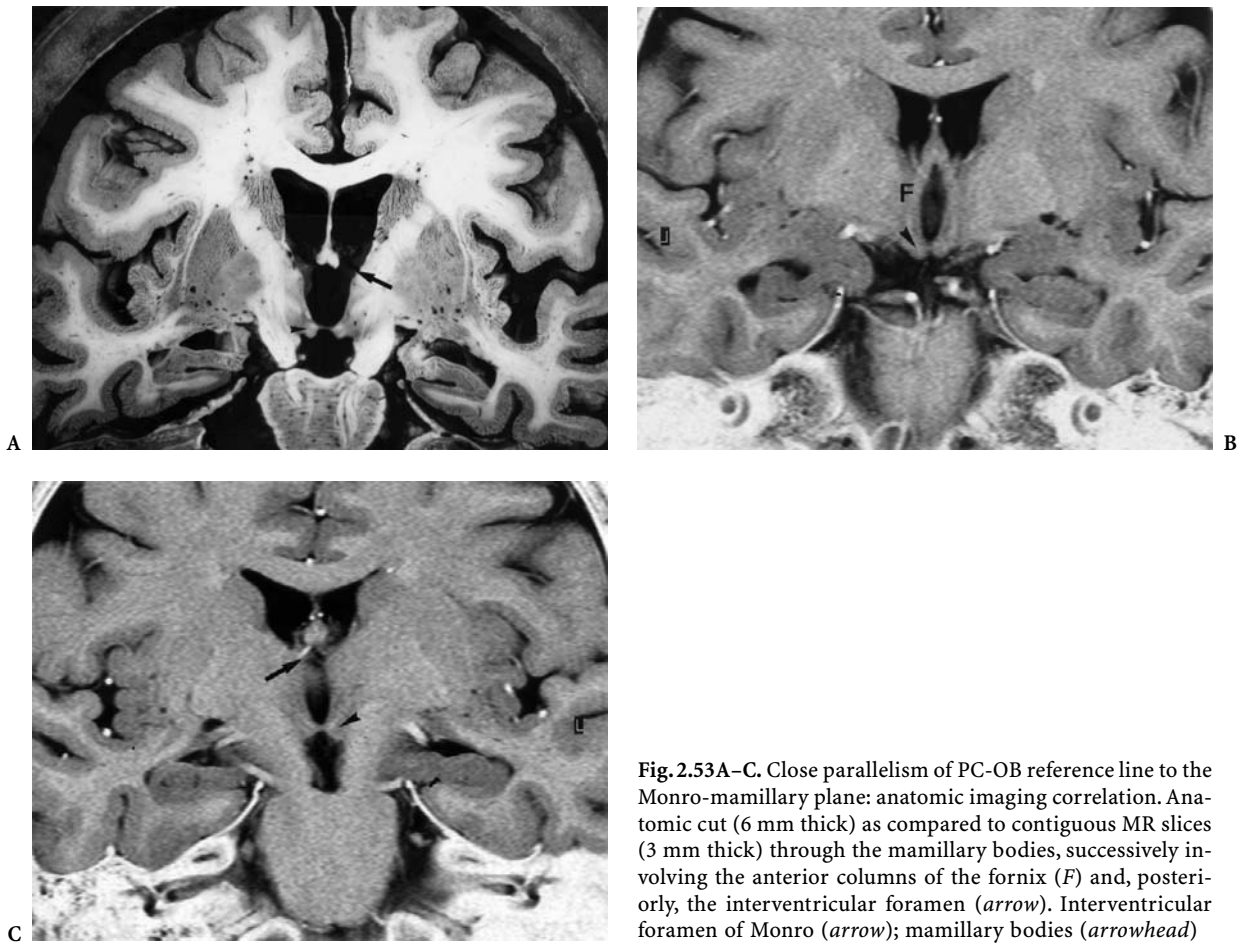 A
B
F
L
C
L
Fig. 2.53A–C. Close parallelism of PC-OB reference line to the
Monro-mamillary plane: anatomic imaging correlation. Ana-
tomic cut (6 mm thick) as compared to contiguous MR slices
(3 mm thick) through the mamillary bodies, successively in-
volving the anterior columns of the fornix (F) and, posteri-
orly, the interventricular foramen (arrow). Interventricular
foramen of Monro (arrow); mamillary bodies (arrowhead)